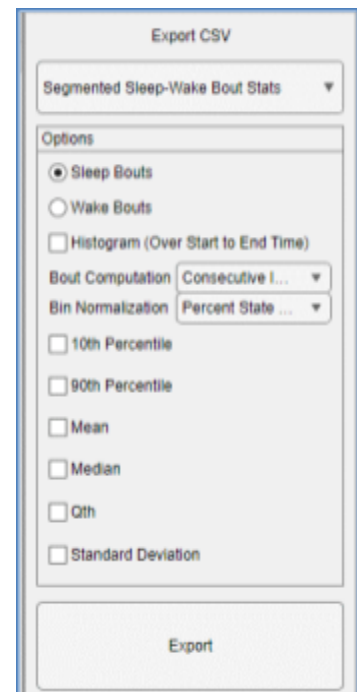 Export CSV
Segmented Sleep-Wake Bout Stats
Options
Sleep Bouts
Wake Bouts
Histogram (Over Start to End Time)
Bout Computation Consecutive I...
Bin Normalization Percent State ...
10th Percentile
90th Percentile
Mean
Median
Qth
Standard Deviation
Export